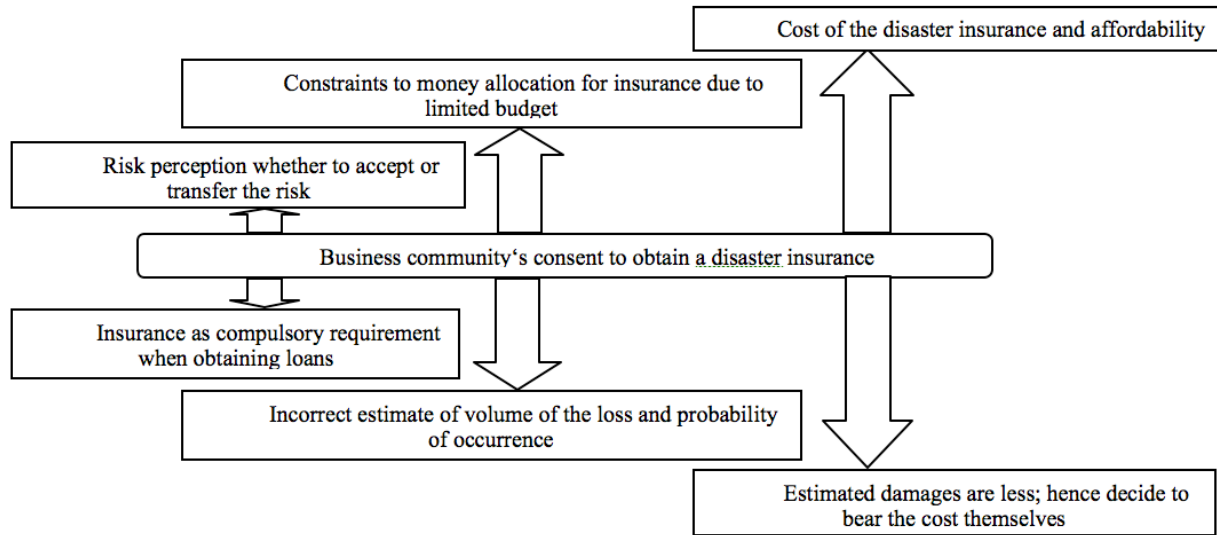 Cost of the disaster insurance and affordability
Constraints to money allocation for insurance due to
limited budget
Risk perception whether to accept or
transfer the risk
Business community‘s consent to obtain a disaster insurance
Insurance as compulsory requirement
when obtaining loans
Incorrect estimate of volume of the loss and probability
of occurrence
Estimated damages are less; hence decide to
bear the cost themselves